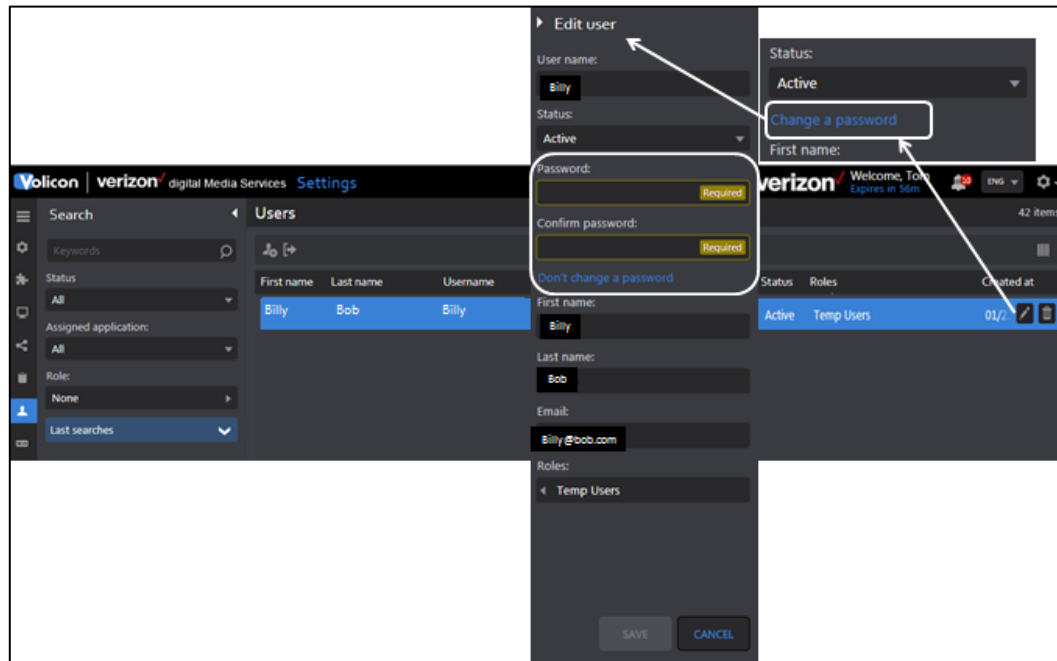 Edit user
User name:
Billy
Status:
Active
Password:
Required
Confirm password:
Required
Don't change a password
First name:
Billy
Last name:
Bob
Email:
Billy@bob.com
Roles:
Temp Users
SAVE CANCEL
Status:
Active
Change a password
First name:
Volicon verizon digital Media Services Settings
verizon Welcome, Tom 50 ENG
Expires in 56m
Search
Users
42 items
Keywords
Status
All
Assigned application:
All
Role:
None
Last searches
First name Last name Username
Billy Bob Billy
Status Roles Created at
Active Temp Users 01/2